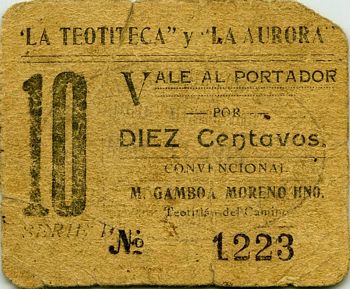 "LA TEOTITECA" y "LA AURORA"
10
VALE AL PORTADOR
POR
DIEZ Centavos.
CONVENCIONAL
M. GAMBOA MORENO HNO.
Teotitlán del Camino
SERIE
No 1223